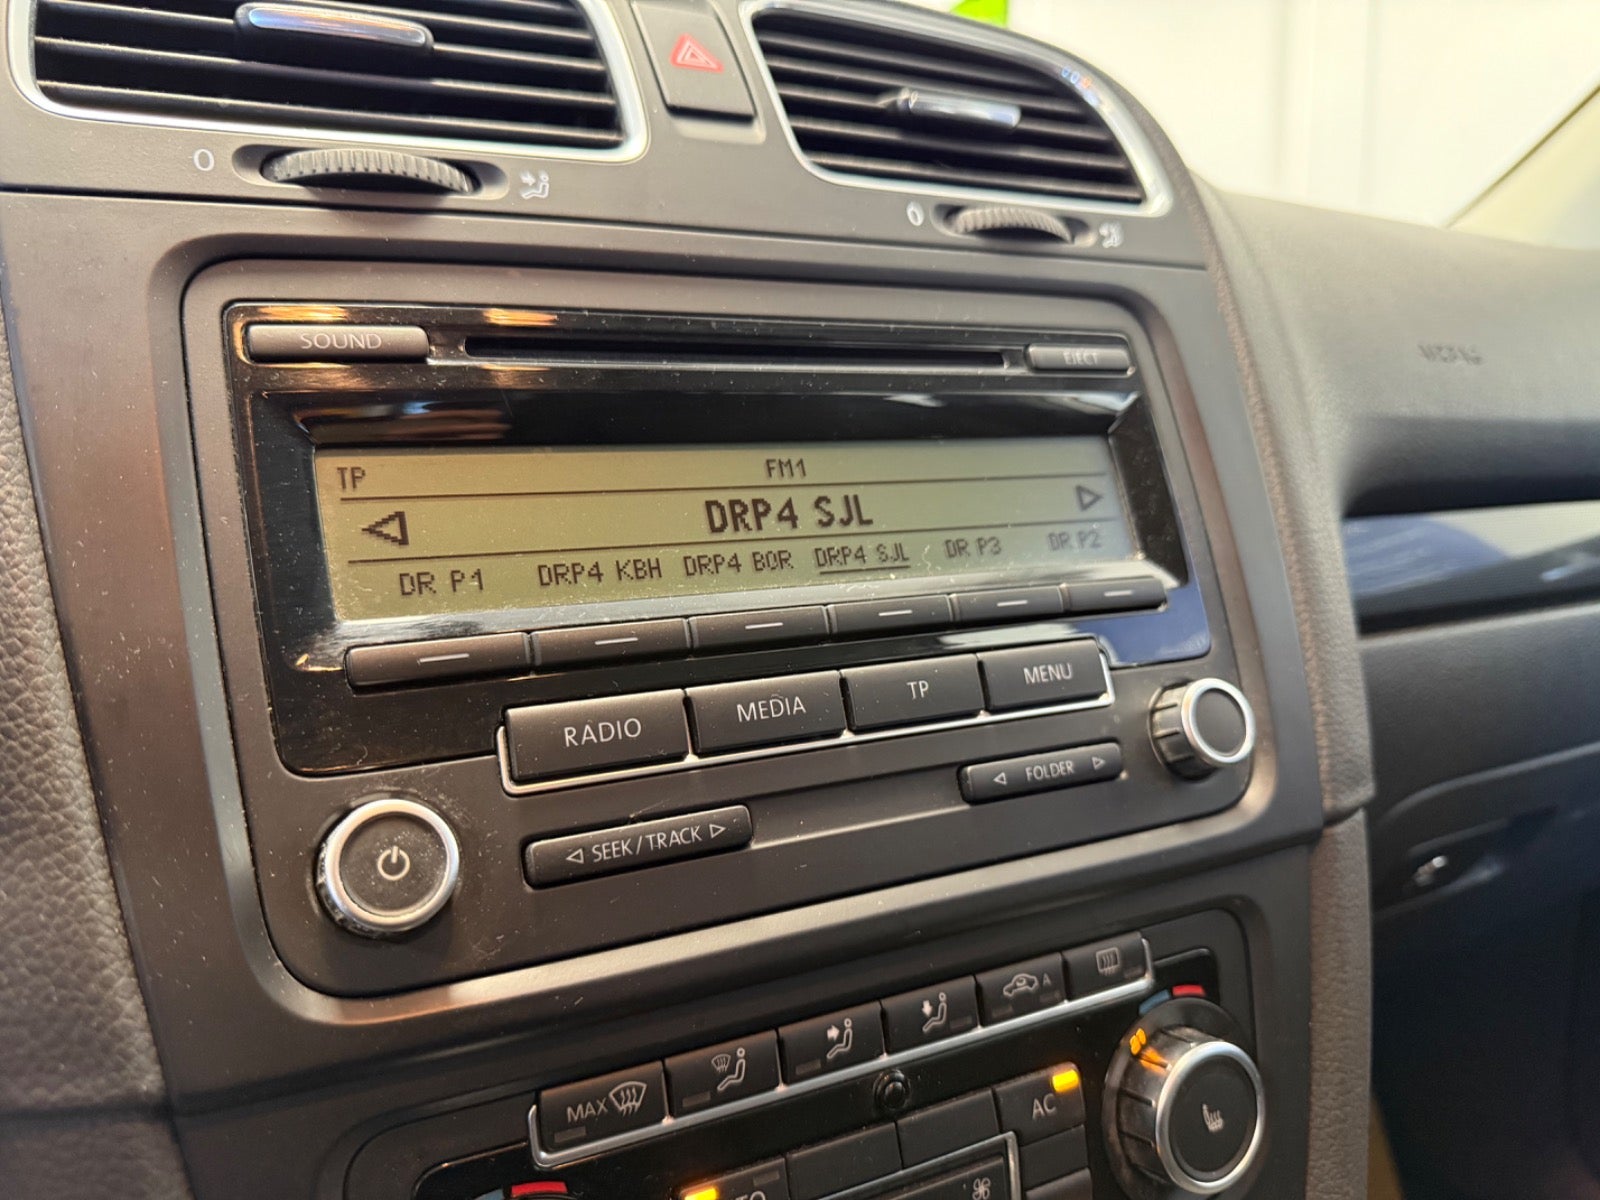 SOUND
EJECT
TP
FM1
DRP4 SJL
DR P1 DRP4 KBH DRP4 BOR DRP4 SJL DR P3 DR P2
RADIO
MEDIA
TP
MENU
SEEK/TRACK
FOLDER
MAX
A
AC